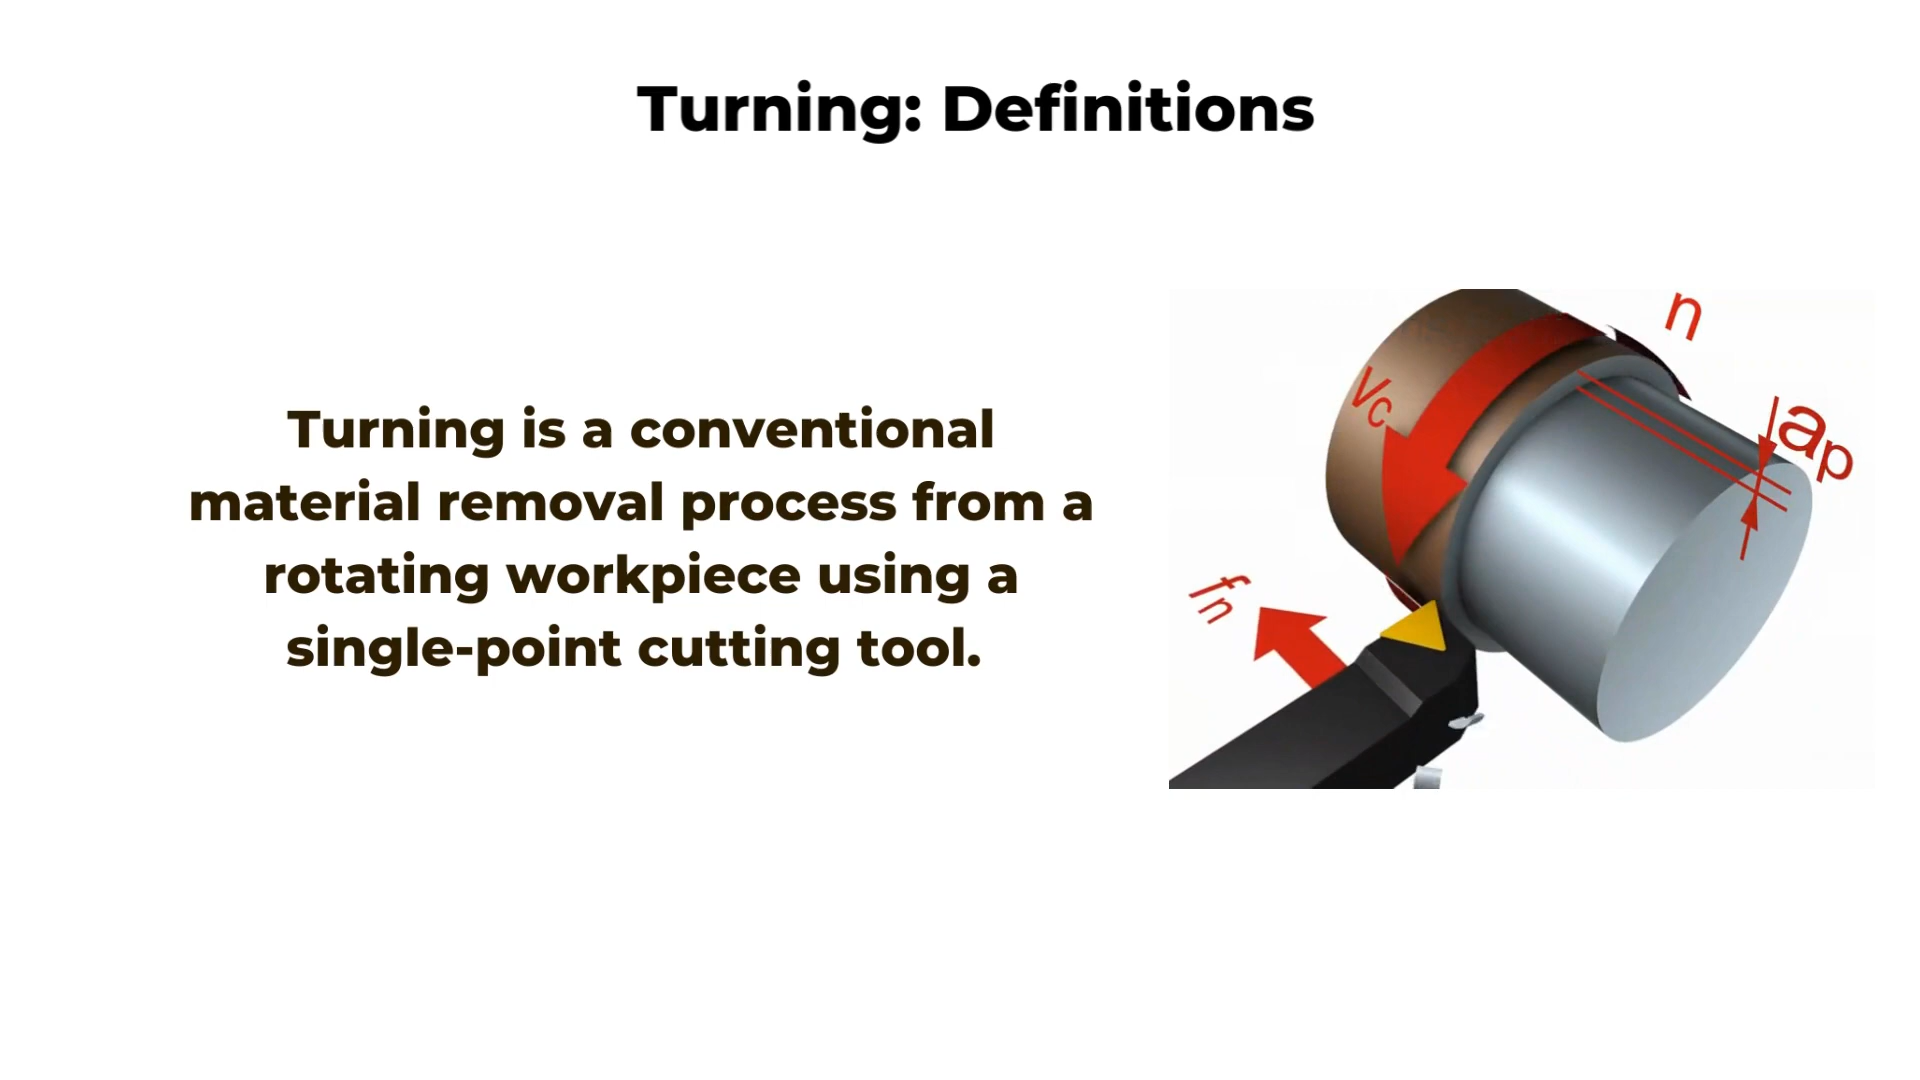 Turning: Definitions
Turning is a conventional
material removal process from a
rotating workpiece using a
single-point cutting tool.
n
vc
ap
fn